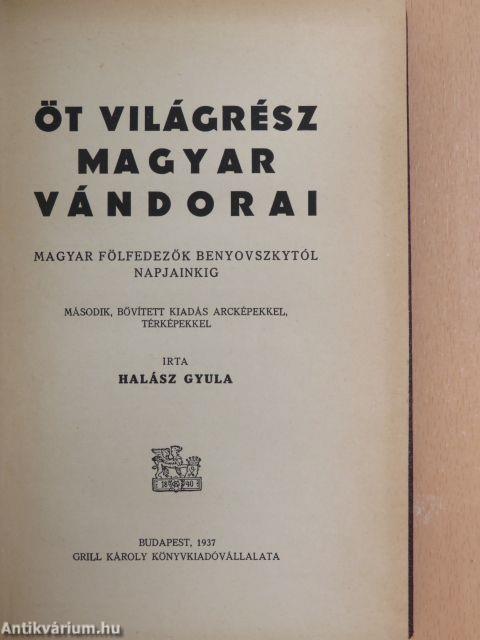 ÖT VILÁGRÉSZ
MAGYAR
VÁNDORAI
MAGYAR FÖLFEDEZŐK BENYOVSZKYTÓL
NAPJAINKIG
MÁSODIK, BŐVÍTETT KIADÁS ARCKÉPEKKEL,
TÉRKÉPEKKEL
IRTA
HALÁSZ GYULA
18 40
BUDAPEST, 1937
GRILL KÁROLY KÖNYVKIADÓVÁLLALATA
Antikvárium.hu